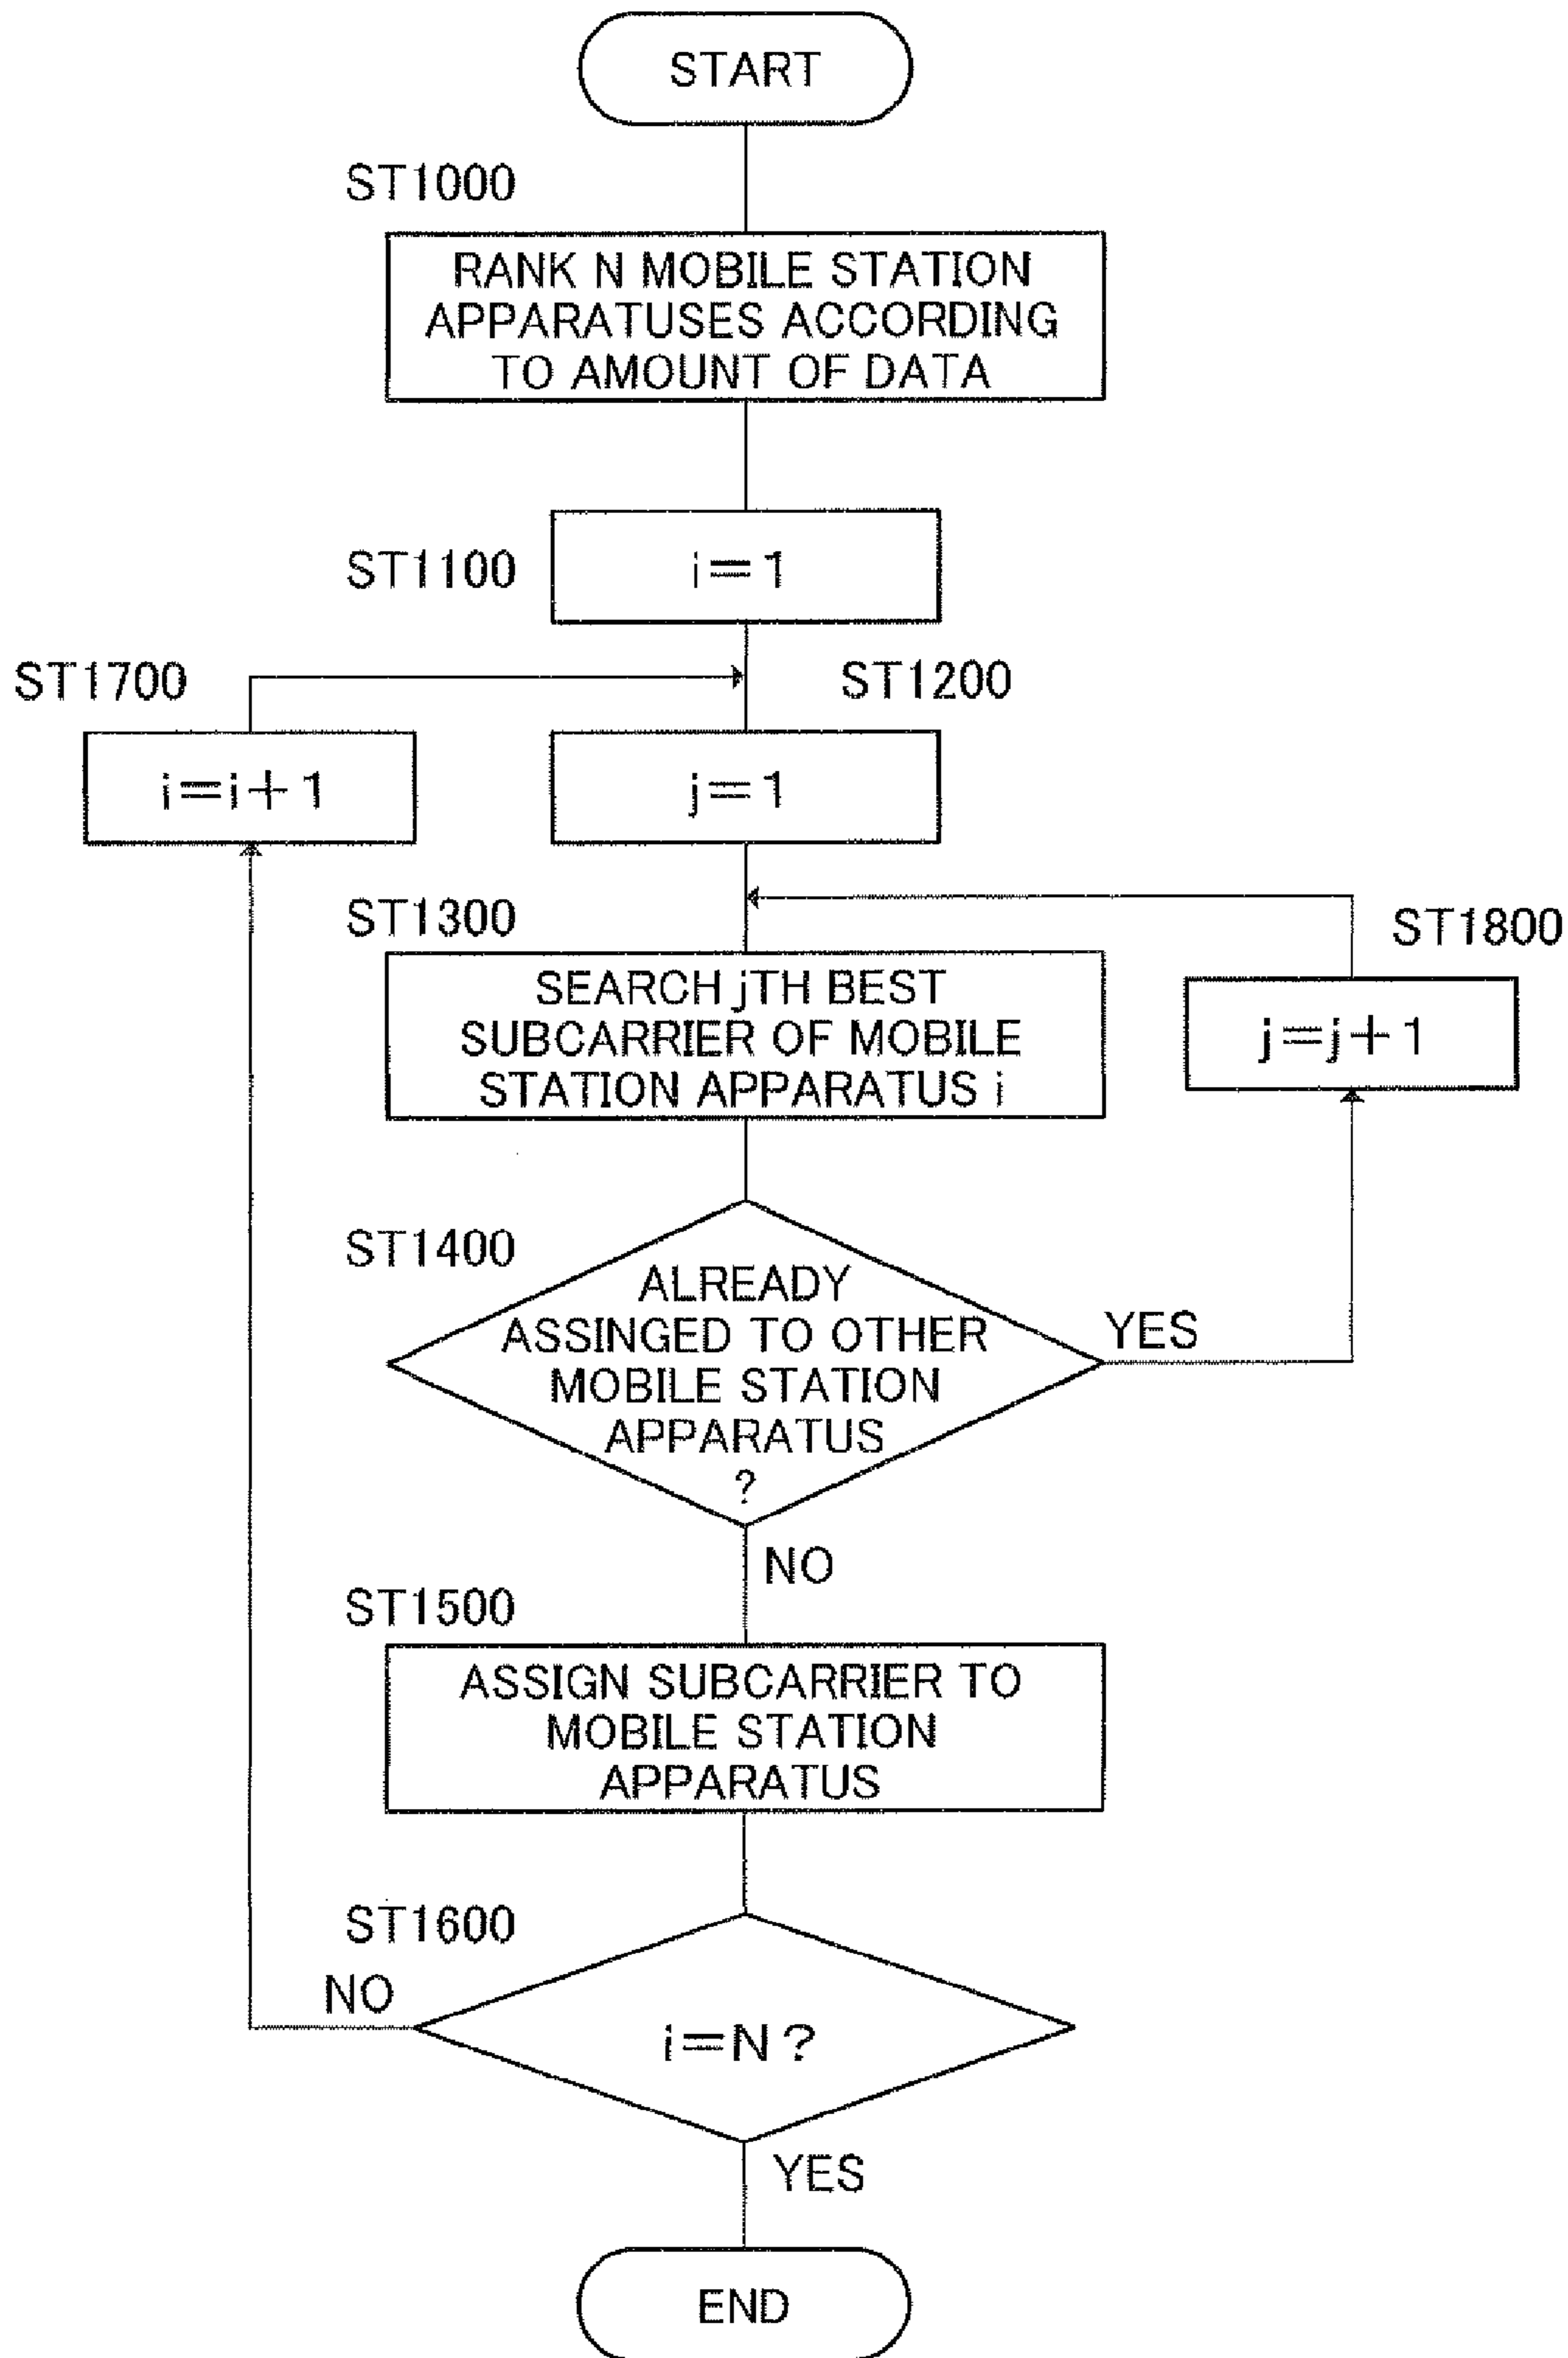 START
ST1000
RANK N MOBILE STATION
APPARATUSES ACCORDING
TO AMOUNT OF DATA
ST1100
i=1
ST1700
ST1200
i=i+1
j=1
ST1300
ST1800
SEARCH jTH BEST
SUBCARRIER OF MOBILE
STATION APPARATUS i
j=j+1
ST1400
ALREADY
ASSINGED TO OTHER
MOBILE STATION
APPARATUS
?
YES
NO
ST1500
ASSIGN SUBCARRIER TO
MOBILE STATION
APPARATUS
ST1600
NO
i=N?
YES
END